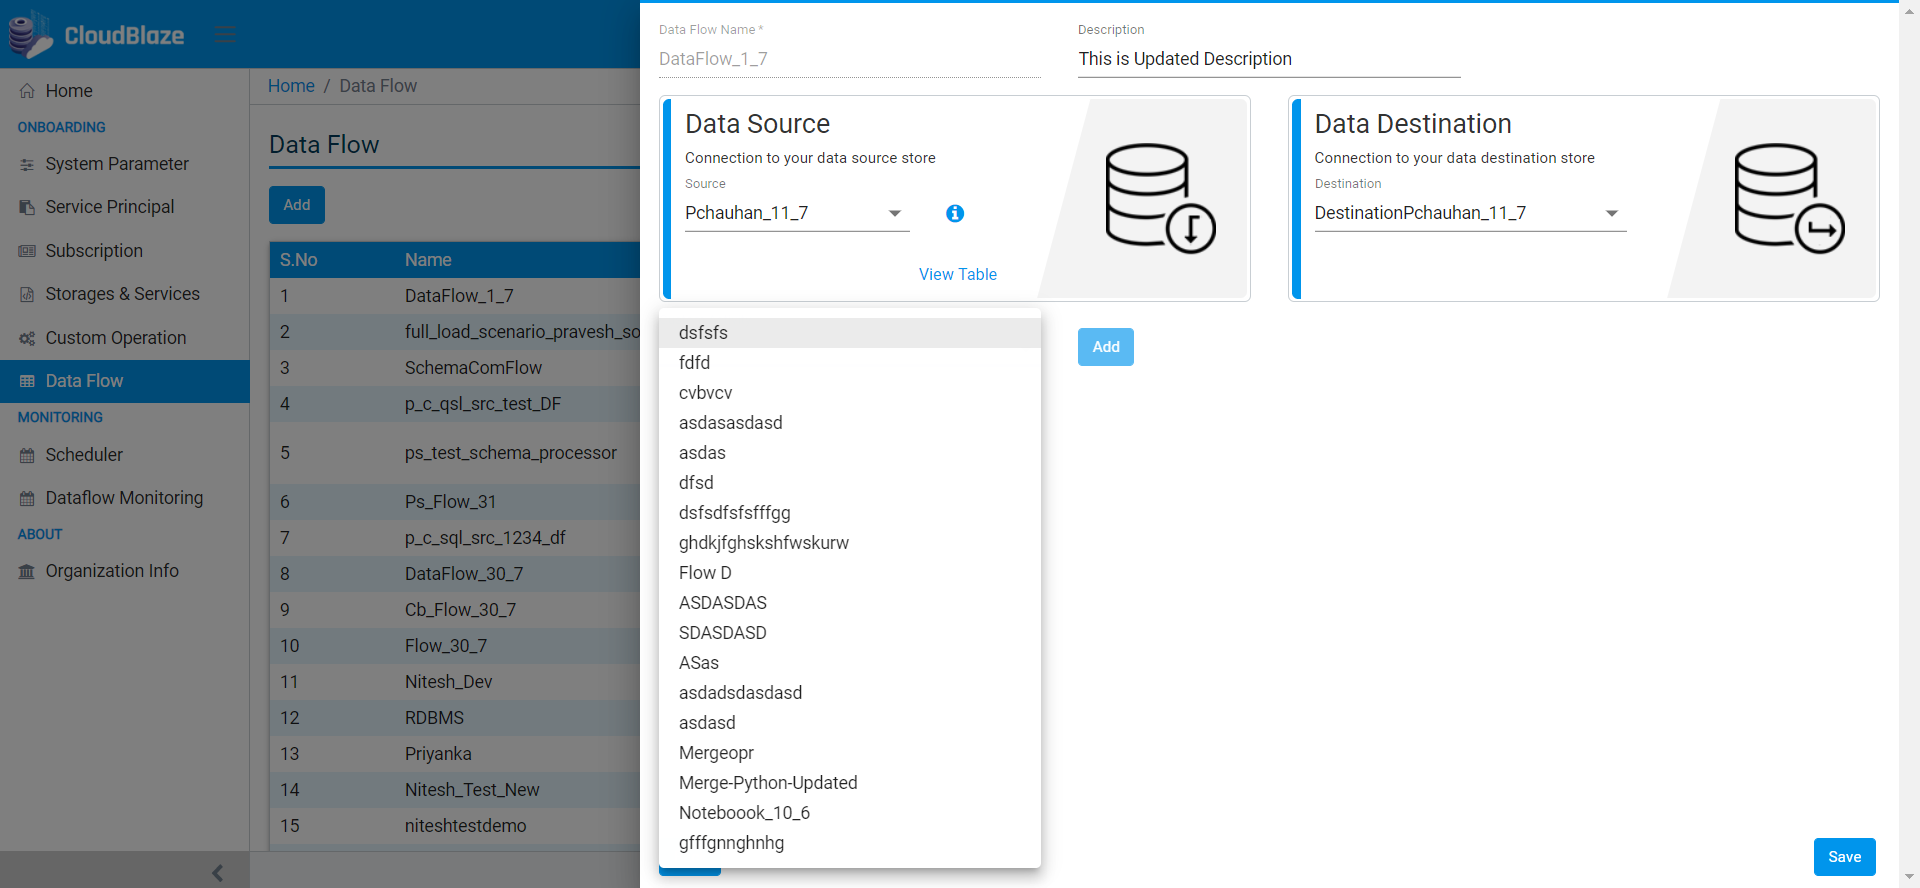 CloudBlaze
Home
ONBOARDING
System Parameter
Service Principal
Subscription
Storages & Services
Custom Operation
Data Flow
MONITORING
Scheduler
Dataflow Monitoring
ABOUT
Organization Info
Home / Data Flow
Data Flow
Add
S.No Name
1 DataFlow_1_7
2 full_load_scenario_pravesh_so
3 SchemaComFlow
4 p_c_qsl_src_test_DF
5 ps_test_schema_processor
6 Ps_Flow_31
7 p_c_sql_src_1234_df
8 DataFlow_30_7
9 Cb_Flow_30_7
10 Flow_30_7
11 Nitesh_Dev
12 RDBMS
13 Priyanka
14 Nitesh_Test_New
15 niteshtestdemo
Data Flow Name *
DataFlow_1_7
Description
This is Updated Description
Data Source
Connection to your data source store
Source
Pchauhan_11_7
View Table
Data Destination
Connection to your data destination store
Destination
DestinationPchauhan_11_7
dsfsfs
fdfd
cvbvcv
asdasasdasd
asdas
dfsd
dsfsdfsfsfffgg
ghdkjfghskshfwskurw
Flow D
ASDASDAS
SDASDASD
ASas
asdadsdasdasd
asdasd
Mergeopr
Merge-Python-Updated
Noteboook_10_6
gfffgnnghnhg
Add
Save